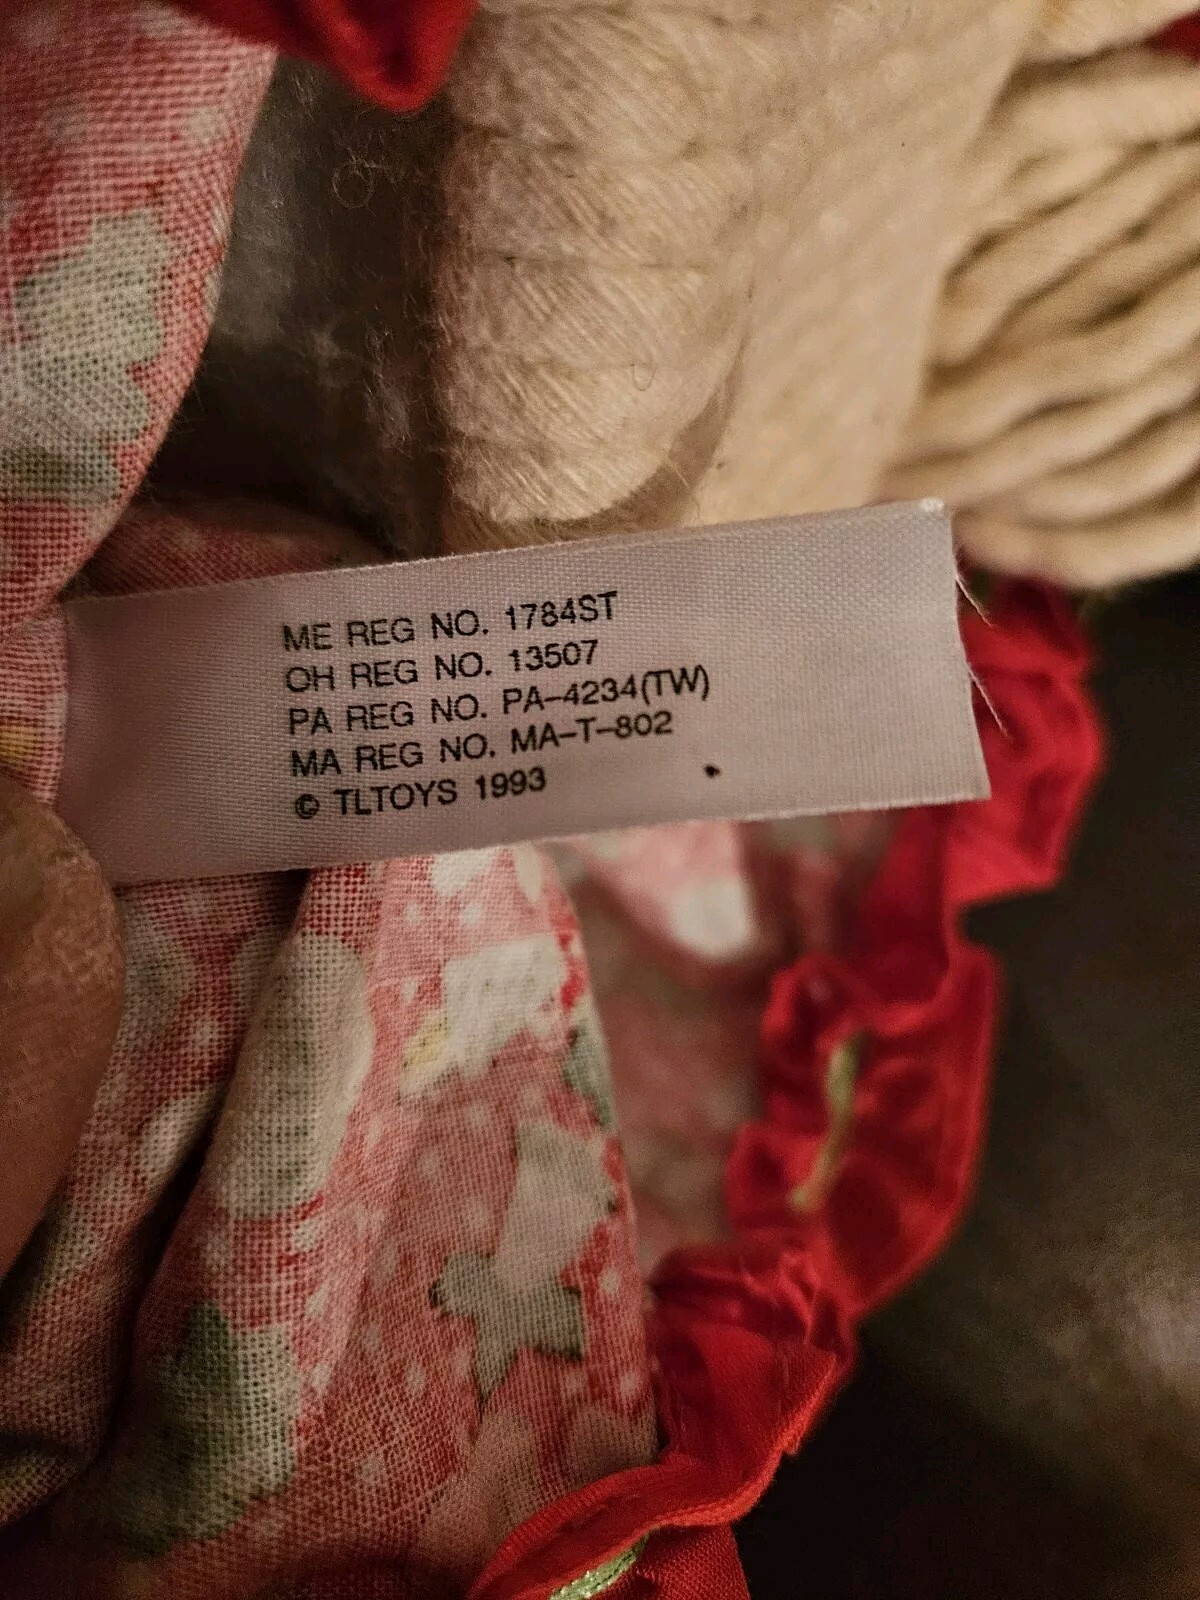 ME REG NO. 1784ST
OH REG NO. 13507
PA REG NO. PA-4234(TW)
MA REG NO. MA-T-802
© TLTOYS 1993